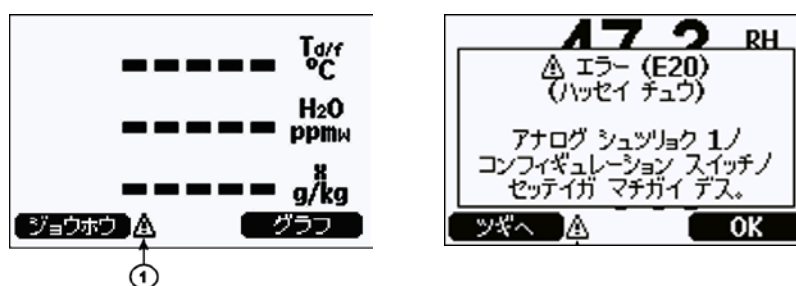 Td/f
°C
H2O
ppmw
x
g/kg
ジョウホウ グラフ
1
47.2 RH
エラー (E20)
(ハッセイ チュウ)
アナログ シュツリョク 1ノ
コンフィギュレーション スイッチノ
セッテイガ マチガイ デス。
ツギヘ OK